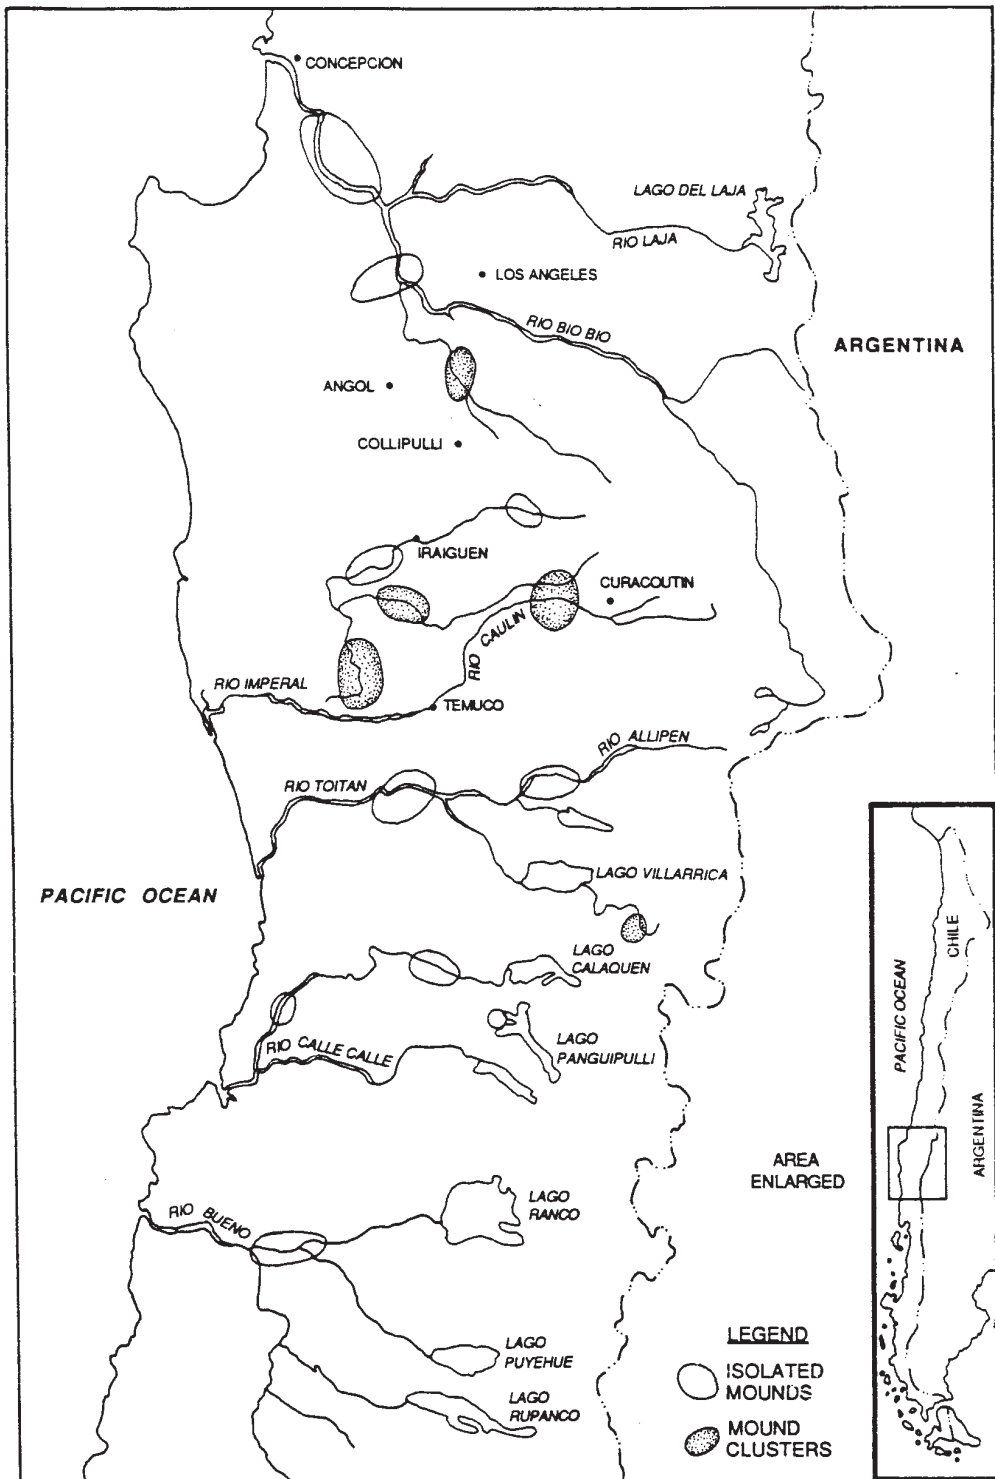 CONCEPCION
LAGO DEL LAJA
RIO LAJA
LOS ANGELES
RIO BIO BIO
ARGENTINA
ANGOL
COLLIPULLI
IRAIGUEN
CURACOUTIN
RIO CAULIN
RIO IMPERAL
TEMUCO
RIO ALLIPEN
RIO TOITAN
LAGO VILLARRICA
PACIFIC OCEAN
LAGO
CALAQUEN
RIO CALLE CALLE
LAGO
PANGUIPULLI
AREA
ENLARGED
LAGO
RANCO
RIO BUENO
LAGO
PUYEHUE
LAGO
RUPANCO
LEGEND
ISOLATED
MOUNDS
MOUND
CLUSTERS
CHILE
PACIFIC OCEAN
ARGENTINA